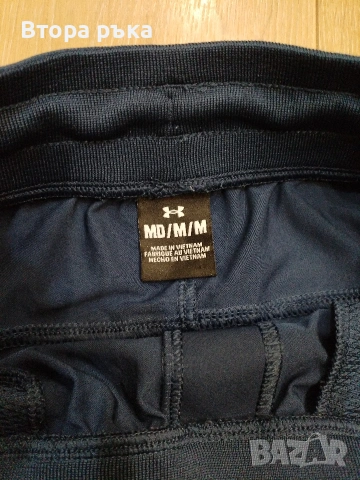 Втора ръка
MD/M/M
MADE IN VIETNAM
FABRIQUÉ AU VIETNAM
HECHO EN VIETNAM
BAZAR